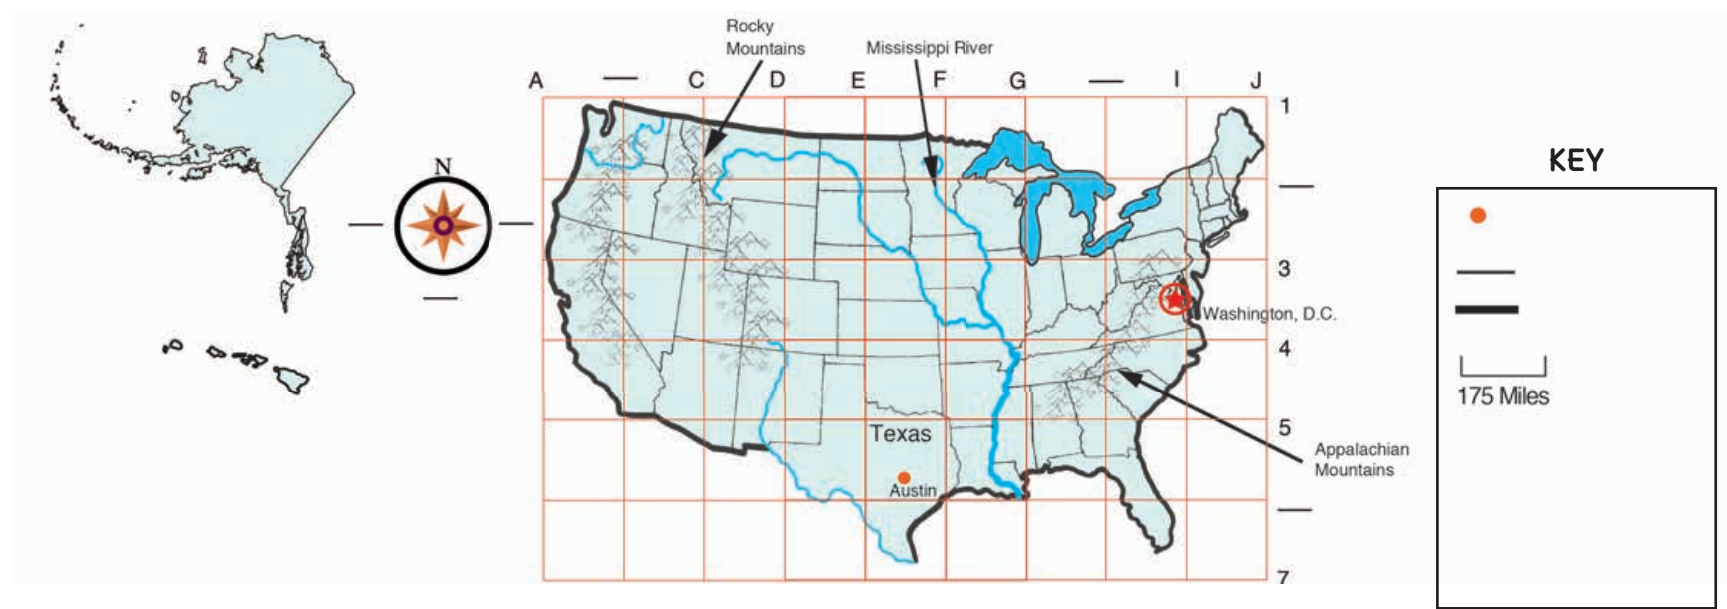 Rocky
Mountains
Mississippi River
A C D E F G I J
1
N
KEY
3
Washington, D.C.
4
175 Miles
5
Texas
Appalachian
Mountains
Austin
7